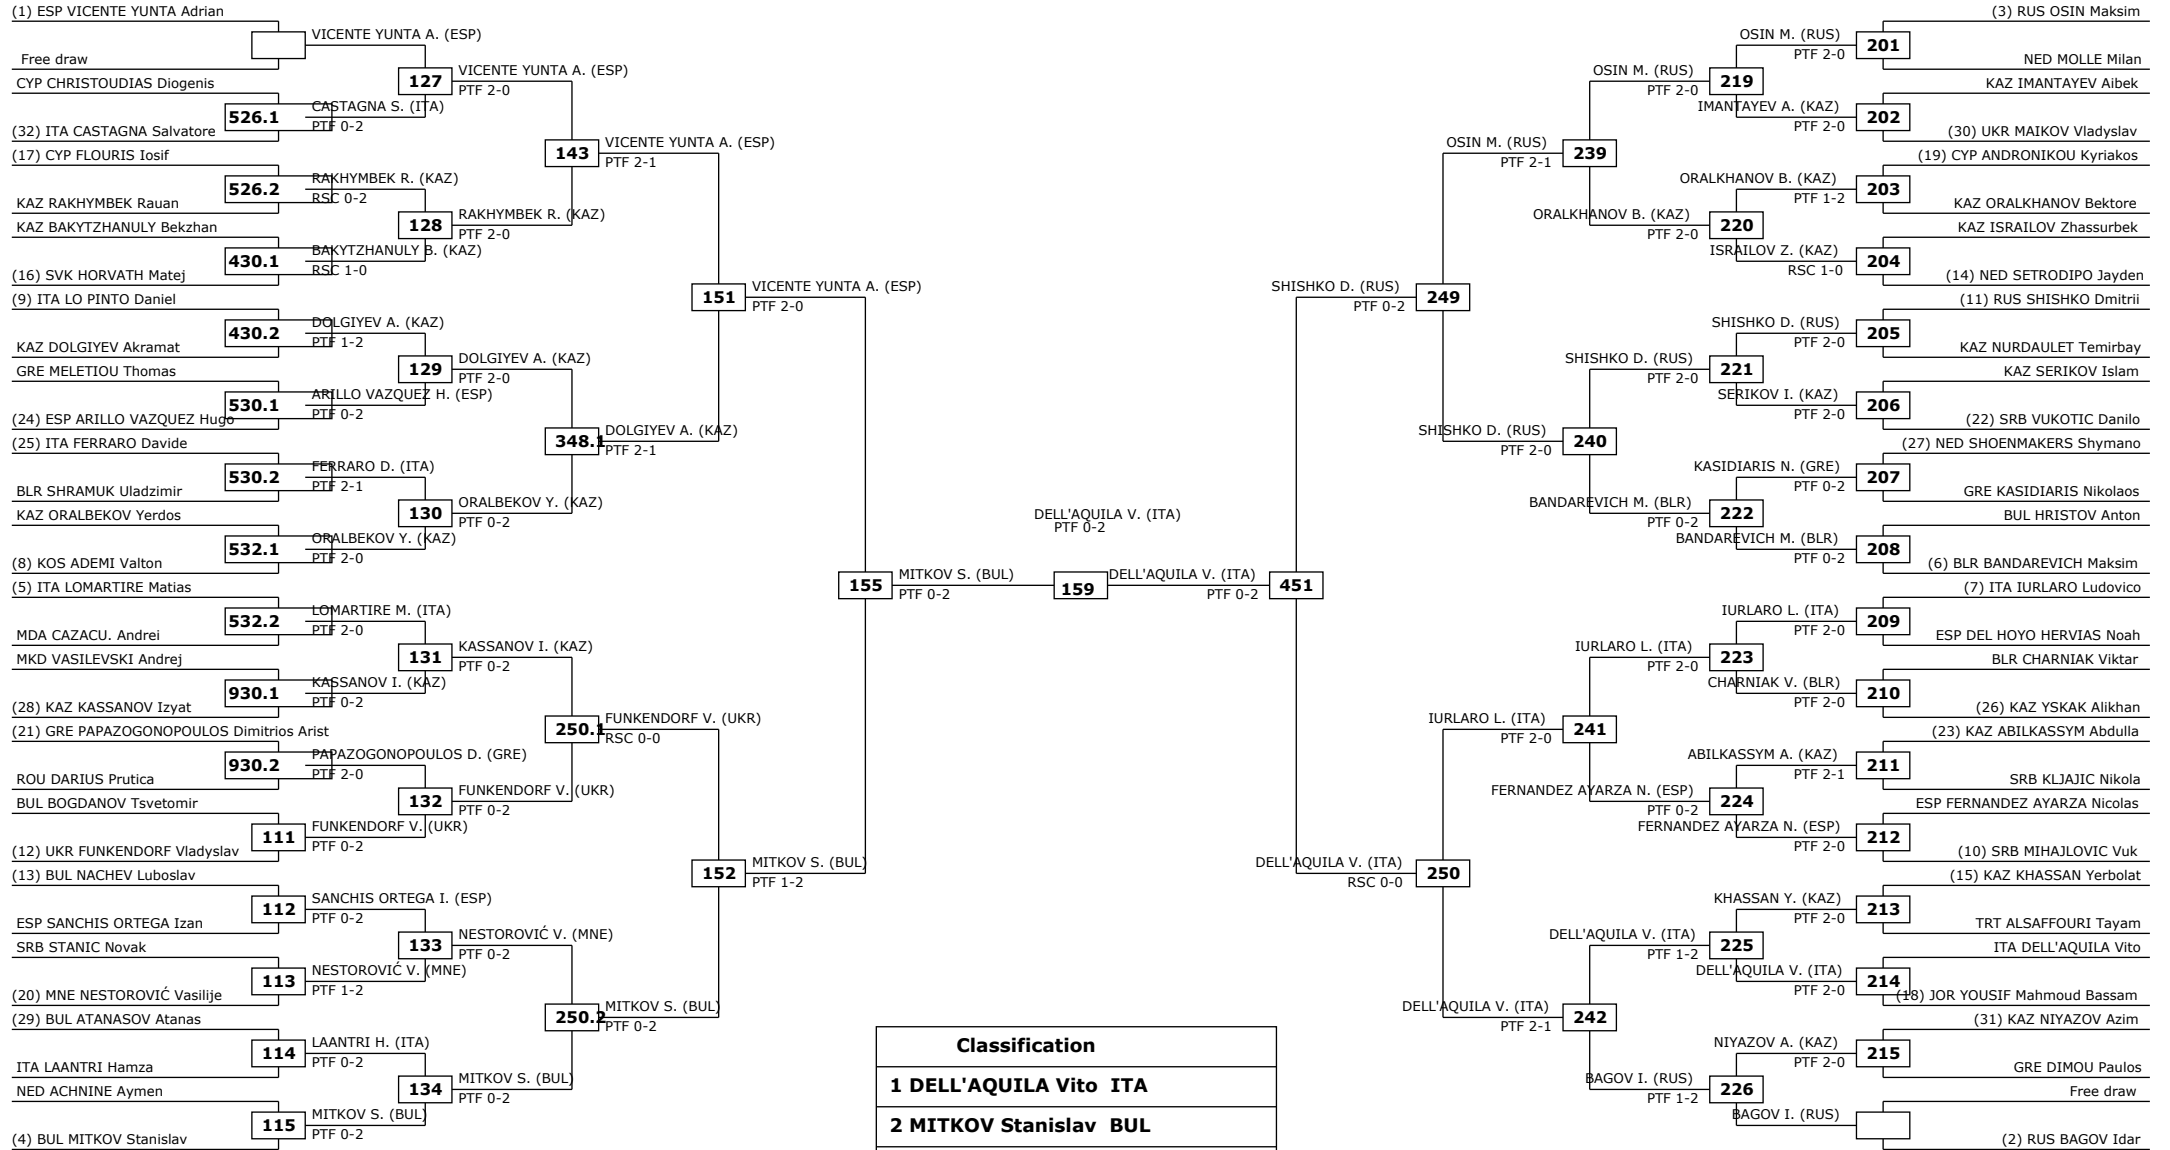 (1) ESP VICENTE YUNTA Adrian
Free draw
CYP CHRISTOUDIAS Diogenis
(32) ITA CASTAGNA Salvatore
(17) CYP FLOURIS Iosif
KAZ RAKHYMBEK Rauan
KAZ BAKYTZHANULY Bekzhan
(16) SVK HORVATH Matej
(9) ITA LO PINTO Daniel
KAZ DOLGIYEV Akramat
GRE MELETIOU Thomas
(24) ESP ARILLO VAZQUEZ Hugo
(25) ITA FERRARO Davide
BLR SHRAMUK Uladzimir
KAZ ORALBEKOV Yerdos
(8) KOS ADEMI Valton
(5) ITA LOMARTIRE Matias
MDA CAZACU. Andrei
MKD VASILEVSKI Andrej
(28) KAZ KASSANOV Izyat
(21) GRE PAPAZOGONOPOULOS Dimitrios Arist
ROU DARIUS Prutica
BUL BOGDANOV Tsvetomir
(12) UKR FUNKENDORF Vladyslav
(13) BUL NACHEV Luboslav
ESP SANCHIS ORTEGA Izan
SRB STANIC Novak
(20) MNE NESTOROVIĆ Vasilije
(29) BUL ATANASOV Atanas
ITA LAANTRI Hamza
NED ACHNINE Aymen
(4) BUL MITKOV Stanislav
VICENTE YUNTA A. (ESP)
526.1
CASTAGNA S. (ITA)
PTF 0-2
526.2
RAKHYMBEK R. (KAZ)
RSC 0-2
430.1
BAKYTZHANULY B. (KAZ)
RSC 1-0
430.2
DOLGIYEV A. (KAZ)
PTF 1-2
530.1
ARILLO VAZQUEZ H. (ESP)
PTF 0-2
530.2
FERRARO D. (ITA)
PTF 2-1
532.1
ORALBEKOV Y. (KAZ)
PTF 2-0
532.2
LOMARTIRE M. (ITA)
PTF 2-0
930.1
KASSANOV I. (KAZ)
PTF 0-2
930.2
PAPAZOGONOPOULOS D. (GRE)
PTF 2-0
111
FUNKENDORF V. (UKR)
PTF 0-2
112
SANCHIS ORTEGA I. (ESP)
PTF 0-2
113
NESTOROVIĆ V. (MNE)
PTF 1-2
114
LAANTRI H. (ITA)
PTF 0-2
115
MITKOV S. (BUL)
PTF 0-2
127
VICENTE YUNTA A. (ESP)
PTF 2-0
128
RAKHYMBEK R. (KAZ)
PTF 2-0
129
DOLGIYEV A. (KAZ)
PTF 2-0
130
ORALBEKOV Y. (KAZ)
PTF 0-2
131
KASSANOV I. (KAZ)
PTF 0-2
132
FUNKENDORF V. (UKR)
PTF 0-2
133
NESTOROVIĆ V. (MNE)
PTF 0-2
134
MITKOV S. (BUL)
PTF 0-2
143
VICENTE YUNTA A. (ESP)
PTF 2-1
348.1
DOLGIYEV A. (KAZ)
PTF 2-1
250.1
FUNKENDORF V. (UKR)
RSC 0-0
250.2
MITKOV S. (BUL)
PTF 0-2
151
VICENTE YUNTA A. (ESP)
PTF 2-0
152
MITKOV S. (BUL)
PTF 1-2
155
MITKOV S. (BUL)
PTF 0-2
DELL'AQUILA V. (ITA)
PTF 0-2
159
DELL'AQUILA V. (ITA)
PTF 0-2
451
SHISHKO D. (RUS)
PTF 0-2
249
DELL'AQUILA V. (ITA)
RSC 0-0
250
OSIN M. (RUS)
PTF 2-1
239
SHISHKO D. (RUS)
PTF 2-0
240
IURLARO L. (ITA)
PTF 2-0
241
DELL'AQUILA V. (ITA)
PTF 2-1
242
OSIN M. (RUS)
PTF 2-0
219
ORALKHANOV B. (KAZ)
PTF 2-0
220
SHISHKO D. (RUS)
PTF 2-0
221
BANDAREVICH M. (BLR)
PTF 0-2
222
IURLARO L. (ITA)
PTF 2-0
223
FERNANDEZ AYARZA N. (ESP)
PTF 0-2
224
DELL'AQUILA V. (ITA)
PTF 1-2
225
BAGOV I. (RUS)
PTF 1-2
226
OSIN M. (RUS)
PTF 2-0
201
IMANTAYEV A. (KAZ)
PTF 2-0
202
ORALKHANOV B. (KAZ)
PTF 1-2
203
ISRAILOV Z. (KAZ)
RSC 1-0
204
SHISHKO D. (RUS)
PTF 2-0
205
SERIKOV I. (KAZ)
PTF 2-0
206
KASIDIARIS N. (GRE)
PTF 0-2
207
BANDAREVICH M. (BLR)
PTF 0-2
208
IURLARO L. (ITA)
PTF 2-0
209
CHARNIAK V. (BLR)
PTF 2-0
210
ABILKASSYM A. (KAZ)
PTF 2-1
211
FERNANDEZ AYARZA N. (ESP)
PTF 2-0
212
KHASSAN Y. (KAZ)
PTF 2-0
213
DELL'AQUILA V. (ITA)
PTF 2-0
214
NIYAZOV A. (KAZ)
PTF 2-0
215
BAGOV I. (RUS)
(3) RUS OSIN Maksim
NED MOLLE Milan
KAZ IMANTAYEV Aibek
(30) UKR MAIKOV Vladyslav
(19) CYP ANDRONIKOU Kyriakos
KAZ ORALKHANOV Bektore
KAZ ISRAILOV Zhassurbek
(14) NED SETRODIPO Jayden
(11) RUS SHISHKO Dmitrii
KAZ NURDAULET Temirbay
KAZ SERIKOV Islam
(22) SRB VUKOTIC Danilo
(27) NED SHOENMAKERS Shymano
GRE KASIDIARIS Nikolaos
BUL HRISTOV Anton
(6) BLR BANDAREVICH Maksim
(7) ITA IURLARO Ludovico
ESP DEL HOYO HERVIAS Noah
BLR CHARNIAK Viktar
(26) KAZ YSKAK Alikhan
(23) KAZ ABILKASSYM Abdulla
SRB KLJAJIC Nikola
ESP FERNANDEZ AYARZA Nicolas
(10) SRB MIHAJLOVIC Vuk
(15) KAZ KHASSAN Yerbolat
TRT ALSAFFOURI Tayam
ITA DELL'AQUILA Vito
(18) JOR YOUSIF Mahmoud Bassam
(31) KAZ NIYAZOV Azim
GRE DIMOU Paulos
Free draw
(2) RUS BAGOV Idar
Classification
1 DELL'AQUILA Vito ITA
2 MITKOV Stanislav BUL